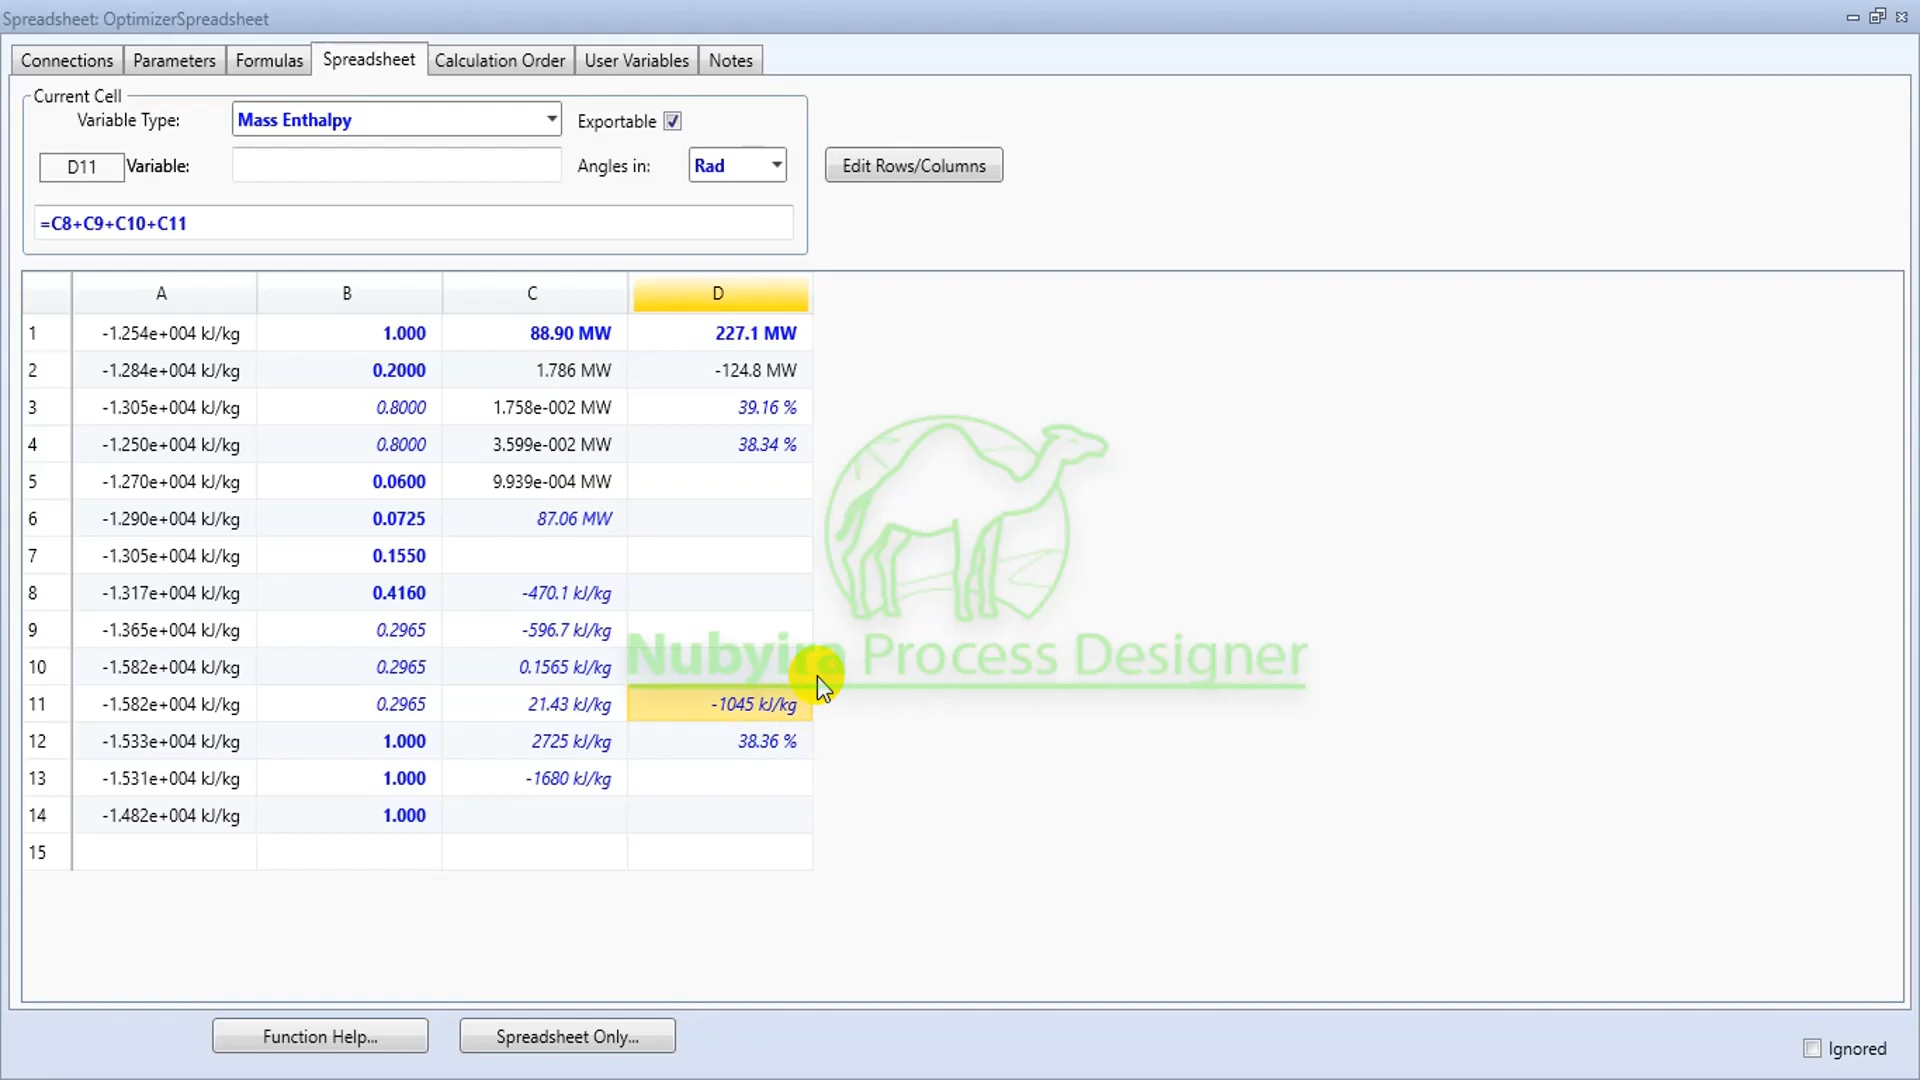 Spreadsheet: OptimizerSpreadsheet
Connections Parameters Formulas Spreadsheet Calculation Order User Variables Notes
Current Cell
Variable Type: Mass Enthalpy Exportable
D11 Variable: Angles in: Rad Edit Rows/Columns
=C8+C9+C10+C11
A B C D
1 -1.254e+004 kJ/kg 1.000 88.90 MW 227.1 MW
2 -1.284e+004 kJ/kg 0.2000 1.786 MW -124.8 MW
3 -1.305e+004 kJ/kg 0.8000 1.758e-002 MW 39.16 %
4 -1.250e+004 kJ/kg 0.8000 3.599e-002 MW 38.34 %
5 -1.270e+004 kJ/kg 0.0600 9.939e-004 MW
6 -1.290e+004 kJ/kg 0.0725 87.06 MW
7 -1.305e+004 kJ/kg 0.1550
8 -1.317e+004 kJ/kg 0.4160 -470.1 kJ/kg
9 -1.365e+004 kJ/kg 0.2965 -596.7 kJ/kg
Nubyira Process Designer
10 -1.582e+004 kJ/kg 0.2965 0.1565 kJ/kg
11 -1.582e+004 kJ/kg 0.2965 21.43 kJ/kg -1045 kJ/kg
12 -1.533e+004 kJ/kg 1.000 2725 kJ/kg 38.36 %
13 -1.531e+004 kJ/kg 1.000 -1680 kJ/kg
14 -1.482e+004 kJ/kg 1.000
15
Function Help... Spreadsheet Only... Ignored